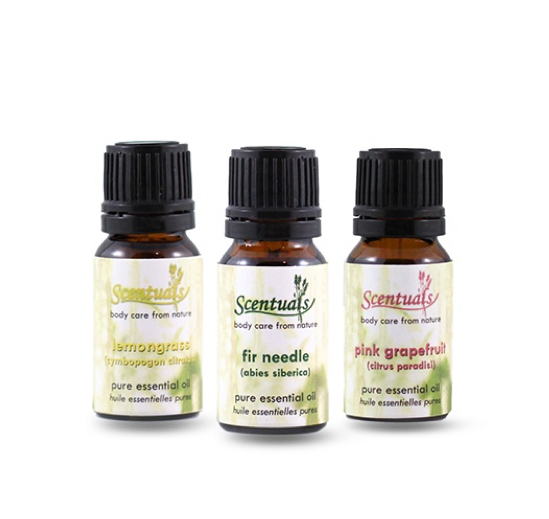 Scentuals
body care from nature
lemongrass
(cymbopogon citratus)
pure essential oil
huile essentielles pures
Scentuals
body care from nature
fir needle
(abies siberica)
pure essential oil
huile essentielles pures
Scentuals
body care from nature
pink grapefruit
(citrus paradisi)
pure essential oil
huile essentielles pures